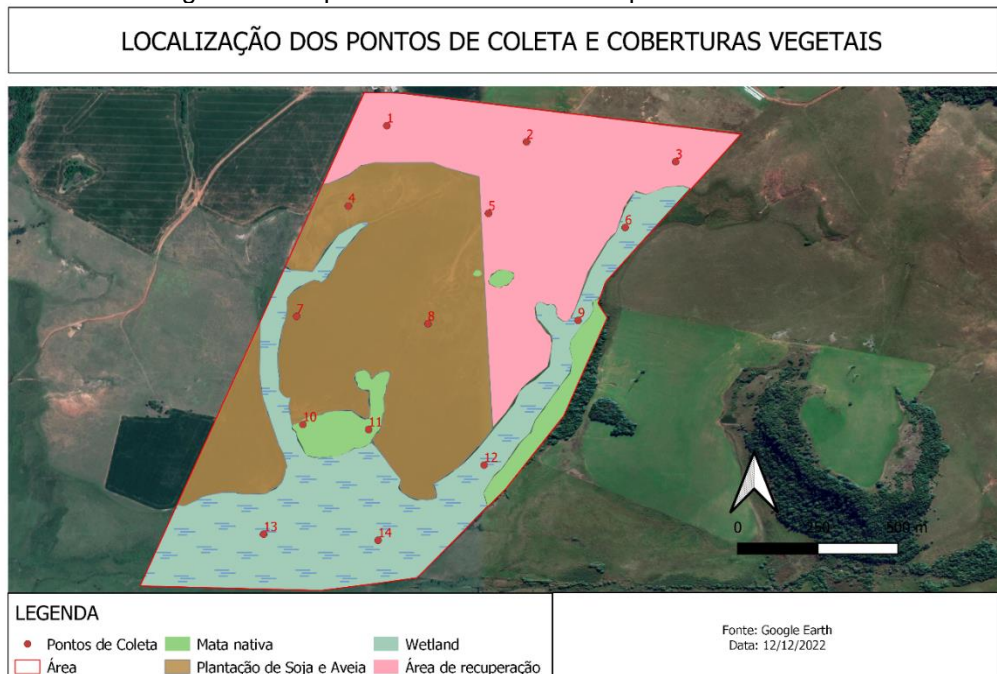 LOCALIZAÇÃO DOS PONTOS DE COLETA E COBERTURAS VEGETAIS
1
2
3
4
5
6
7
8
9
10
11
12
13
14
0 250 500 m
LEGENDA
Pontos de Coleta
Mata nativa
Wetland
Área
Plantação de Soja e Aveia
Área de recuperação
Fonte: Google Earth
Data: 12/12/2022